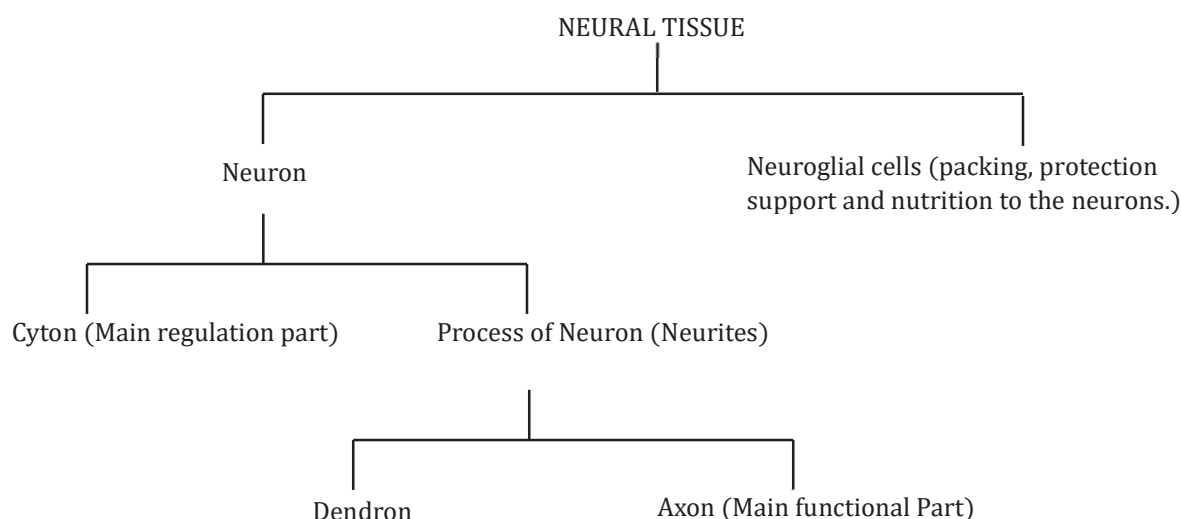 NEURAL TISSUE
Neuron
Neuroglial cells (packing, protection
support and nutrition to the neurons.)
Cyton (Main regulation part)
Process of Neuron (Neurites)
Dendron
Axon (Main functional Part)